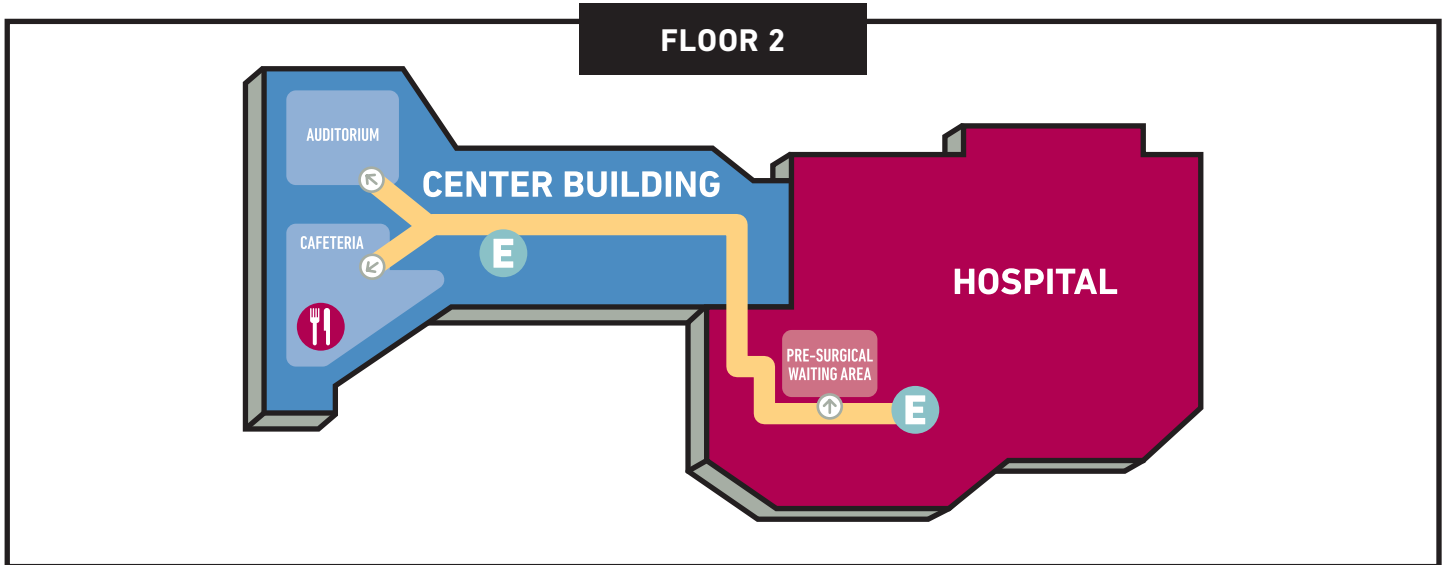 FLOOR 2
AUDITORIUM
CENTER BUILDING
CAFETERIA
E
HOSPITAL
PRE-SURGICAL
WAITING AREA
E